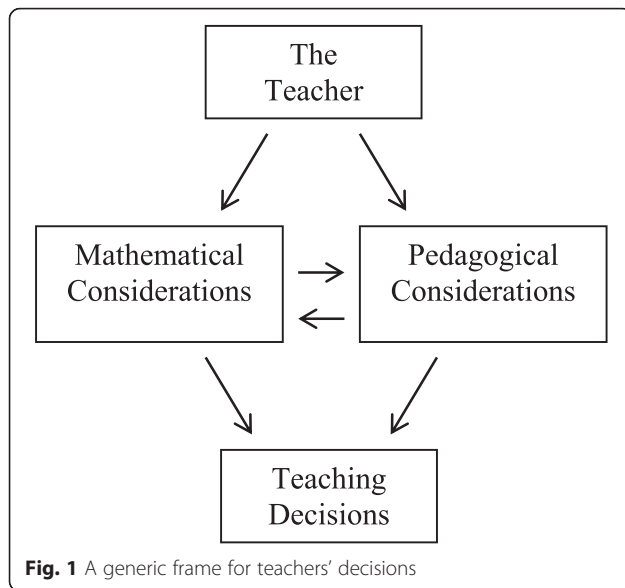 The
Teacher
Mathematical
Considerations
Pedagogical
Considerations
Teaching
Decisions
Fig. 1 A generic frame for teachers’ decisions